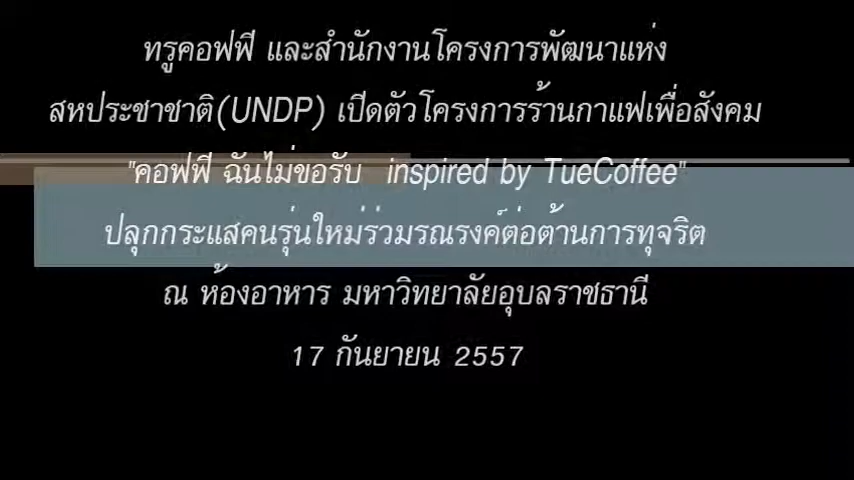 ทรูคอฟฟี่ และสำนักงานโครงการพัฒนาแห่ง
สหประชาชาติ(UNDP) เปิดตัวโครงการร้านกาแฟเพื่อสังคม
"คอฟฟี่ ฉันไม่ขอรับ inspired by TueCoffee"
ปลุกกระแสคนรุ่นใหม่ร่วมรณรงค์ต่อต้านการทุจริต
ณ ห้องอาหาร มหาวิทยาลัยอุบลราชธานี
17 กันยายน 2557